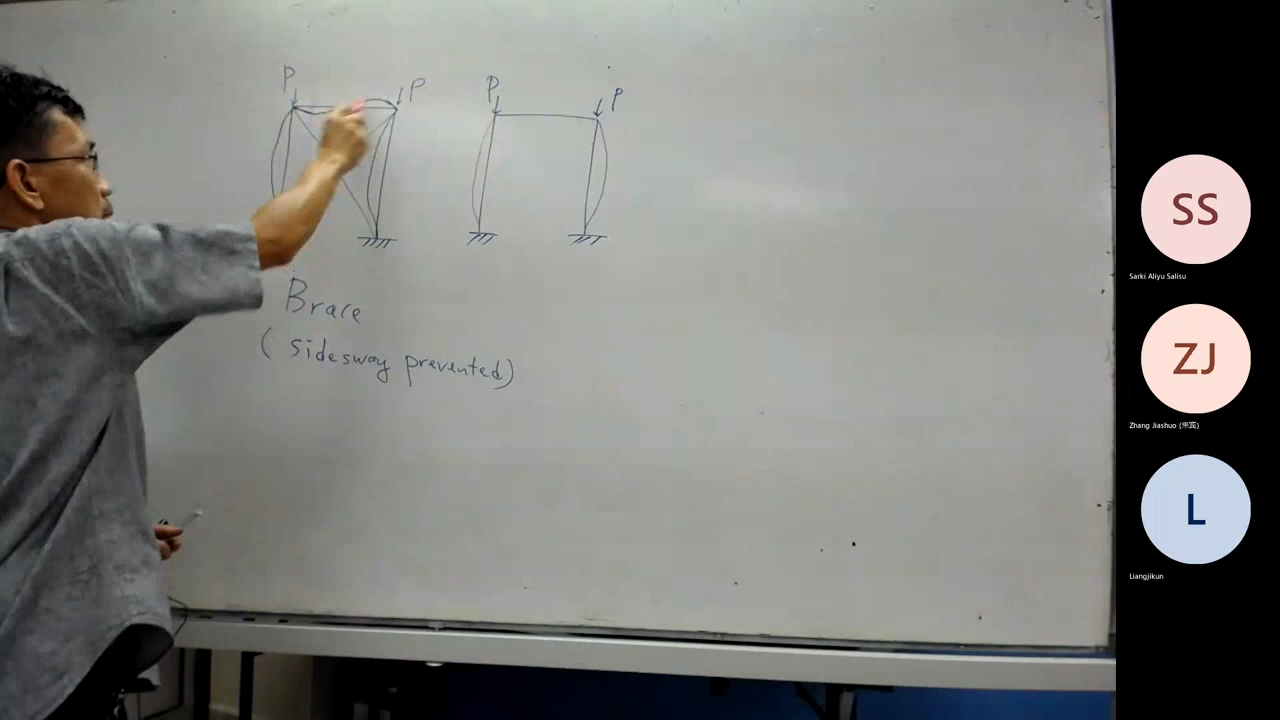 P P P P
Brace
(sidesway prevented)
SS
Sarki Aliyu Salisu
ZJ
Zhang Jiashuo
L
Liangjikun